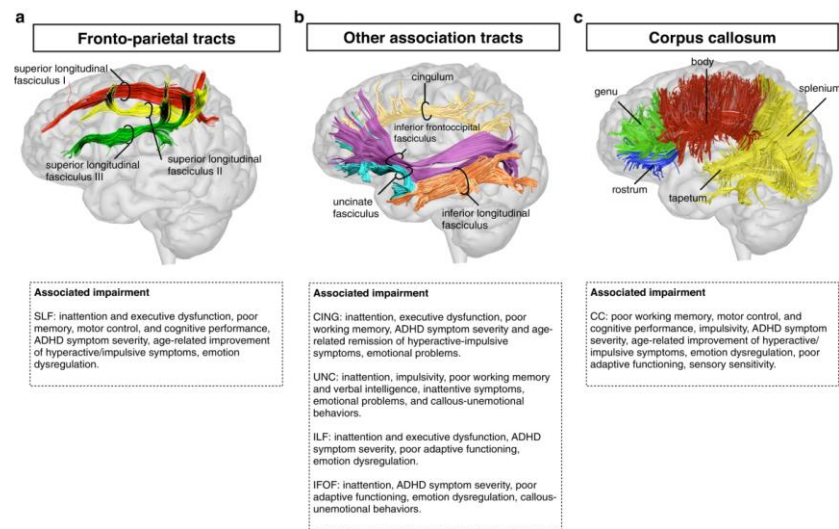 a
Fronto-parietal tracts
superior longitudinal
fasciculus I
superior longitudinal
fasciculus III
superior longitudinal
fasciculus II
Associated impairment
SLF: inattention and executive dysfunction, poor
memory, motor control, and cognitive performance,
ADHD symptom severity, age-related improvement
of hyperactive/impulsive symptoms, emotion
dysregulation.
b
Other association tracts
cingulum
inferior frontoccipital
fasciculus
uncinate
fasciculus
inferior longitudinal
fasciculus
Associated impairment
CING: inattention, executive dysfunction, poor
working memory, ADHD symptom severity and age-
related remission of hyperactive-impulsive
symptoms, emotional problems.
UNC: inattention, impulsivity, poor working memory
and verbal intelligence, inattentive symptoms,
emotional problems, and callous-unemotional
behaviors.
ILF: inattention and executive dysfunction, ADHD
symptom severity, poor adaptive functioning,
emotion dysregulation.
IFOF: inattention, ADHD symptom severity, poor
adaptive functioning, emotion dysregulation, callous-
unemotional behaviors.
c
Corpus callosum
body
genu
splenium
rostrum
tapetum
Associated impairment
CC: poor working memory, motor control, and
cognitive performance, impulsivity, ADHD symptom
severity, age-related improvement of hyperactive/
impulsive symptoms, emotion dysregulation, poor
adaptive functioning, sensory sensitivity.